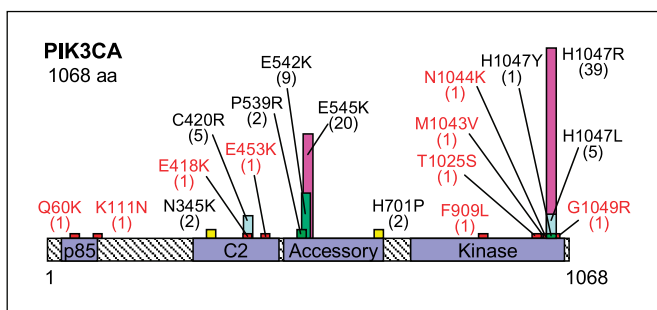 PIK3CA
1068 aa
Q60K
(1)
K111N
(1)
N345K
(2)
E418K
(1)
C420R
(5)
E453K
(1)
P539R
(2)
E542K
(9)
E545K
(20)
H701P
(2)
F909L
(1)
T1025S
(1)
M1043V
(1)
N1044K
(1)
H1047Y
(1)
H1047R
(39)
H1047L
(5)
G1049R
(1)
p85
C2
Accessory
Kinase
1
1068